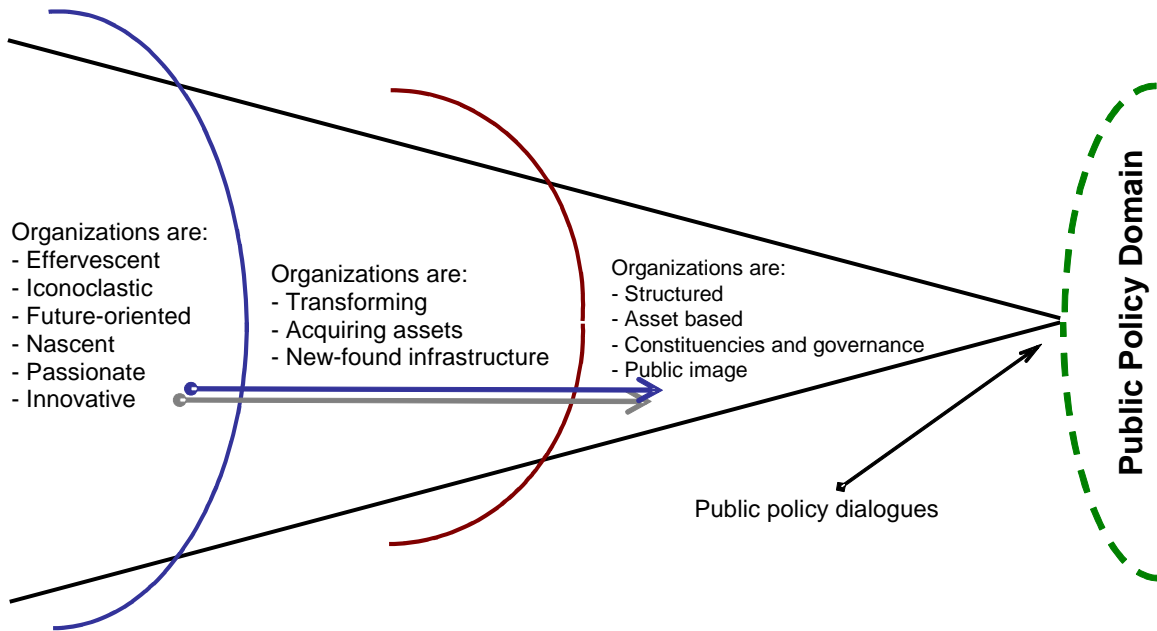 Organizations are:
- Effervescent
- Iconoclastic
- Future-oriented
- Nascent
- Passionate
- Innovative
Organizations are:
- Transforming
- Acquiring assets
- New-found infrastructure
Organizations are:
- Structured
- Asset based
- Constituencies and governance
- Public image
Public policy dialogues
Public Policy Domain